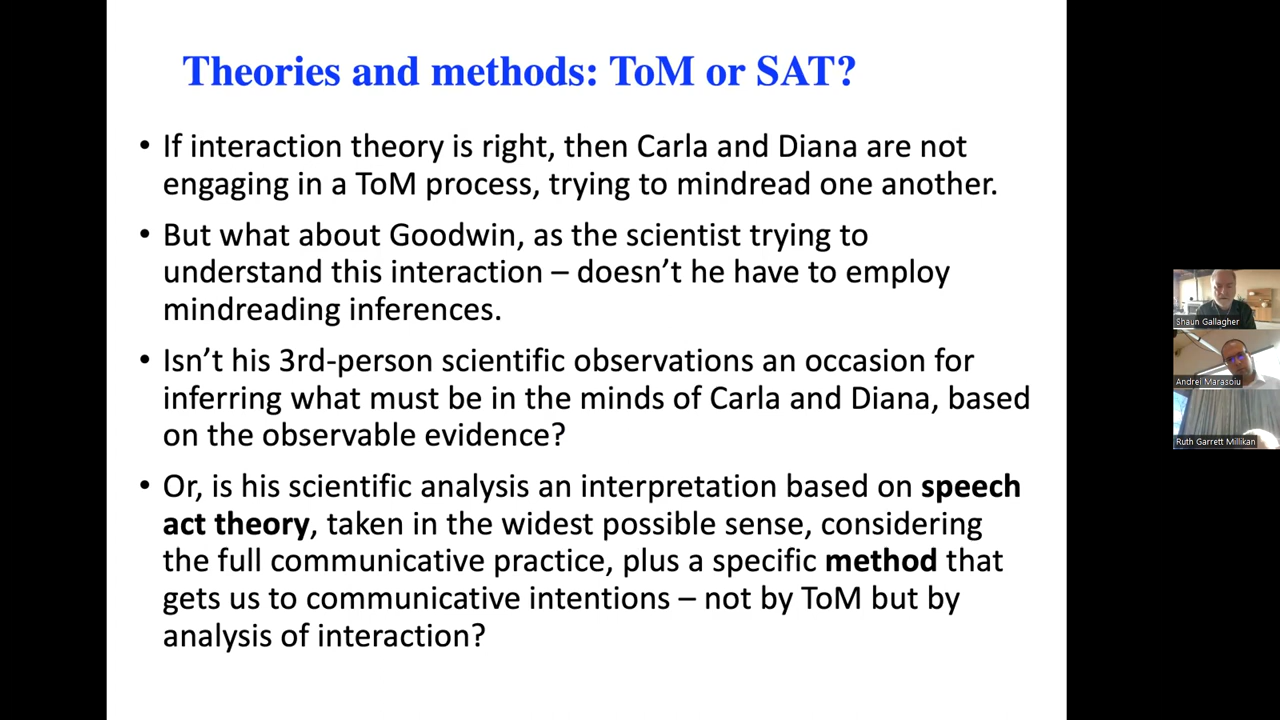 Theories and methods: ToM or SAT?
• If interaction theory is right, then Carla and Diana are not
engaging in a ToM process, trying to mindread one another.
• But what about Goodwin, as the scientist trying to
understand this interaction – doesn’t he have to employ
mindreading inferences.
• Isn’t his 3rd-person scientific observations an occasion for
inferring what must be in the minds of Carla and Diana, based
on the observable evidence?
• Or, is his scientific analysis an interpretation based on speech
act theory, taken in the widest possible sense, considering
the full communicative practice, plus a specific method that
gets us to communicative intentions – not by ToM but by
analysis of interaction?
Shaun Gallagher
Andrei Marasoiu
Ruth Garrett Millikan